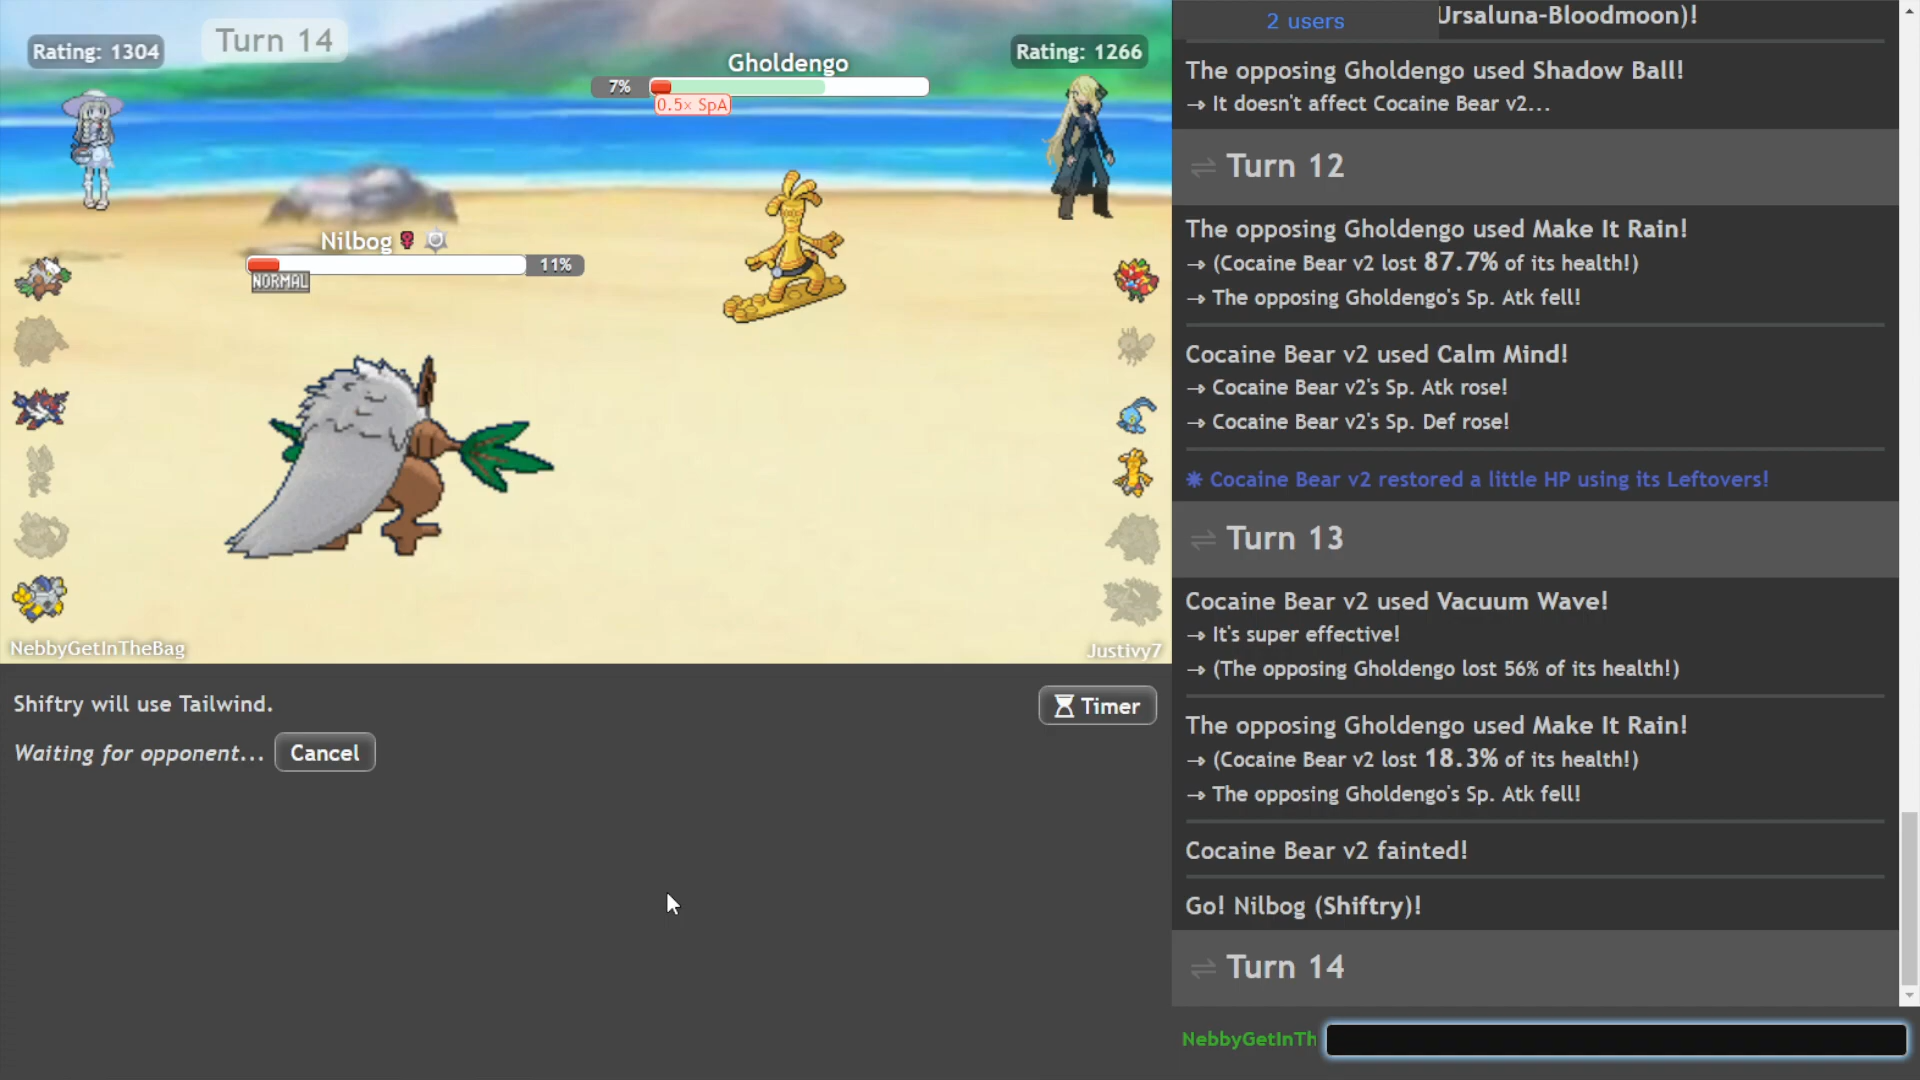 Rating: 1304
Turn 14
Gholdengo
7%
0.5× SpA
Rating: 1266
Nilbog
11%
NORMAL
NebbyGetInTheBag
Justivy7
Shiftry will use Tailwind.
Timer
Waiting for opponent...
Cancel
2 users
Ursaluna-Bloodmoon)!
The opposing Gholdengo used Shadow Ball!
→ It doesn't affect Cocaine Bear v2...
Turn 12
The opposing Gholdengo used Make It Rain!
→ (Cocaine Bear v2 lost 87.7% of its health!)
→ The opposing Gholdengo's Sp. Atk fell!
Cocaine Bear v2 used Calm Mind!
→ Cocaine Bear v2's Sp. Atk rose!
→ Cocaine Bear v2's Sp. Def rose!
Cocaine Bear v2 restored a little HP using its Leftovers!
Turn 13
Cocaine Bear v2 used Vacuum Wave!
→ It's super effective!
→ (The opposing Gholdengo lost 56% of its health!)
The opposing Gholdengo used Make It Rain!
→ (Cocaine Bear v2 lost 18.3% of its health!)
→ The opposing Gholdengo's Sp. Atk fell!
Cocaine Bear v2 fainted!
Go! Nilbog (Shiftry)!
Turn 14
NebbyGetInTh